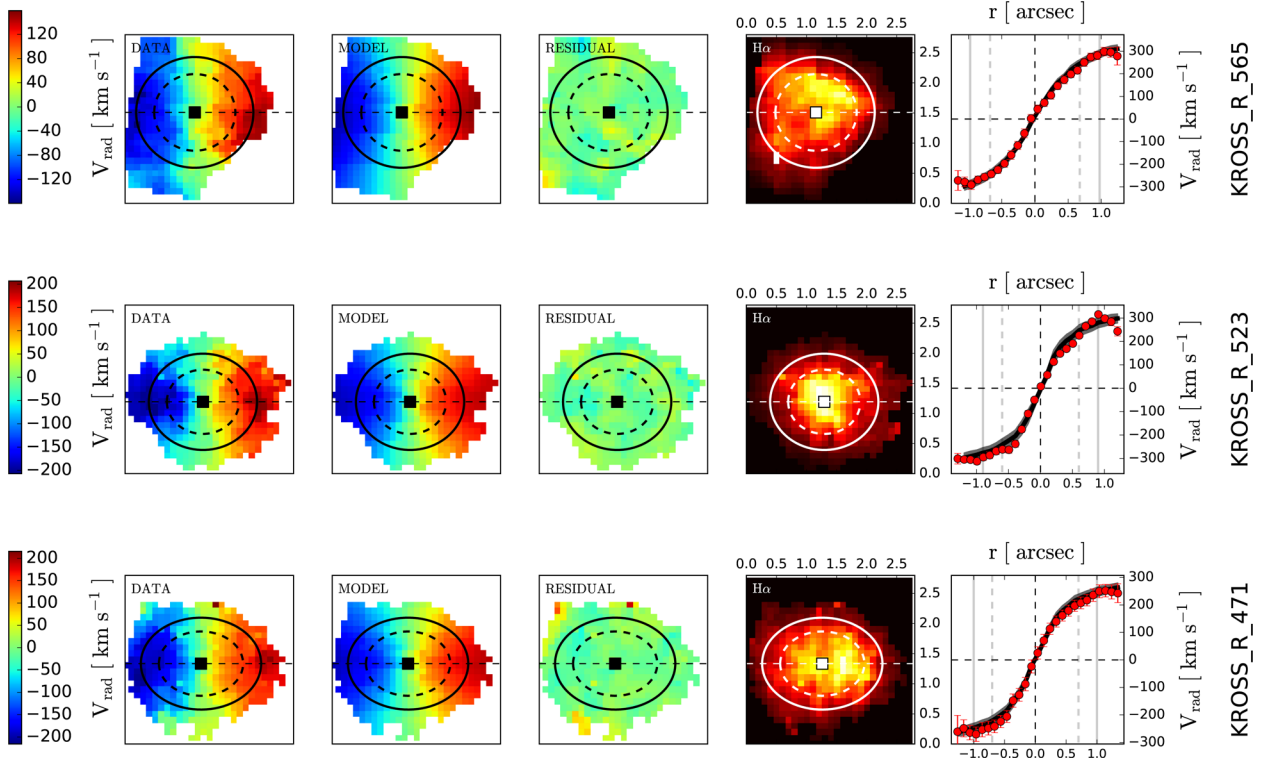 r [ arcsec ]
0.0 0.5 1.0 1.5 2.0 2.5
120
80
40
0
−40
−80
−120
V_rad [ km s⁻¹ ]
DATA
MODEL
RESIDUAL
Hα
2.5
2.0
1.5
1.0
0.5
0.0
300
200
100
0
−100
−200
−300
V_rad [ km s⁻¹ ]
KROSS_R_565
−1.0 −0.5 0.0 0.5 1.0
r [ arcsec ]
0.0 0.5 1.0 1.5 2.0 2.5
200
150
100
50
0
−50
−100
−150
−200
V_rad [ km s⁻¹ ]
DATA
MODEL
RESIDUAL
Hα
2.5
2.0
1.5
1.0
0.5
0.0
300
200
100
0
−100
−200
−300
V_rad [ km s⁻¹ ]
KROSS_R_523
−1.0 −0.5 0.0 0.5 1.0
r [ arcsec ]
0.0 0.5 1.0 1.5 2.0 2.5
200
150
100
50
0
−50
−100
−150
−200
V_rad [ km s⁻¹ ]
DATA
MODEL
RESIDUAL
Hα
2.5
2.0
1.5
1.0
0.5
0.0
300
200
100
0
−100
−200
−300
V_rad [ km s⁻¹ ]
KROSS_R_471
−1.0 −0.5 0.0 0.5 1.0